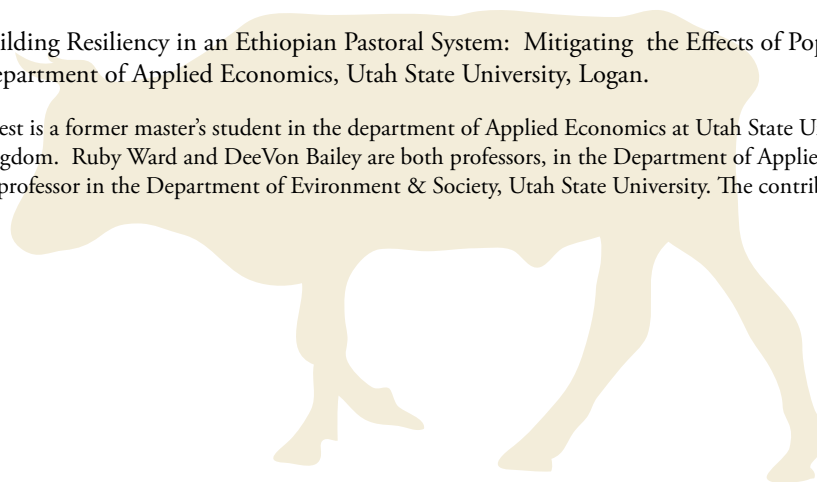 ilding Resiliency in an Ethiopian Pastoral System: Mitigating the Effects of Pop
epartment of Applied Economics, Utah State University, Logan.
est is a former master's student in the department of Applied Economics at Utah State U
gdom. Ruby Ward and DeeVon Bailey are both professors, in the Department of Applie
professor in the Department of Evironment & Society, Utah State University. The contrib